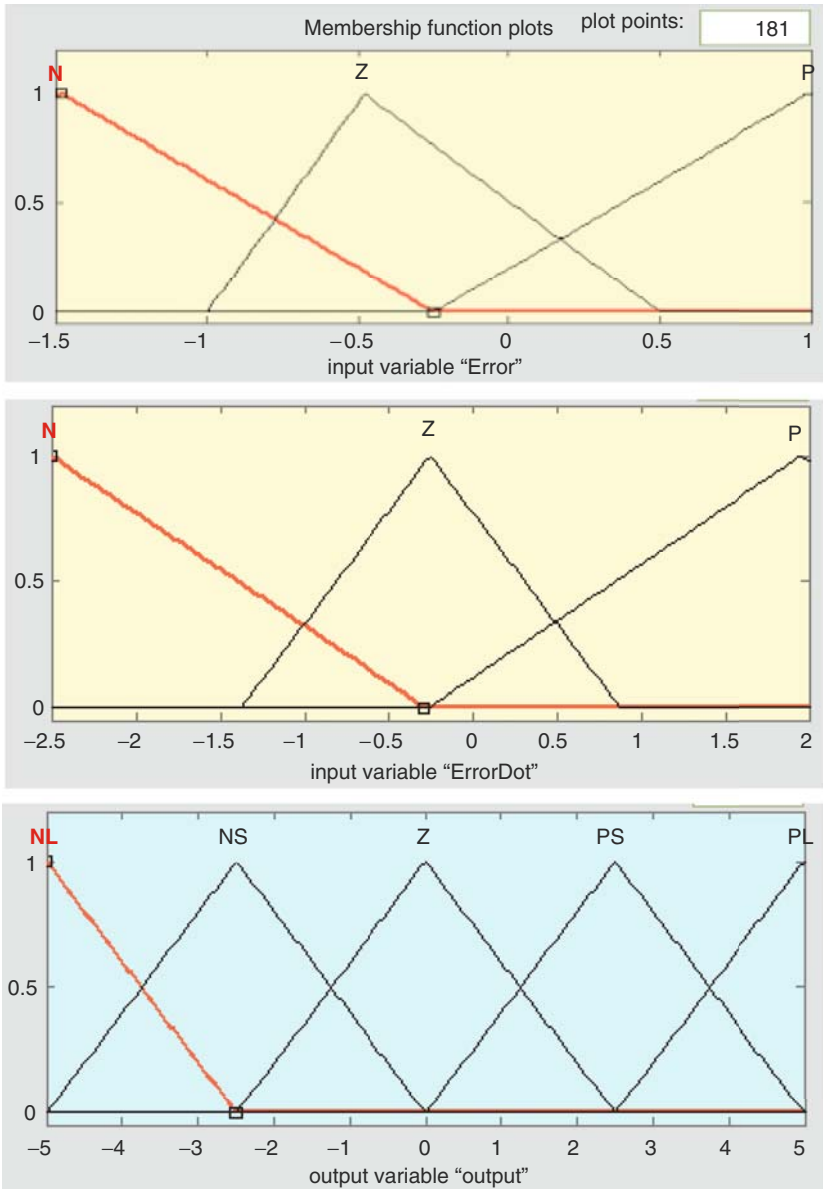 Membership function plots plot points: 181
N Z P
1
0.5
0
−1.5 −1 −0.5 0 0.5 1
input variable “Error”
N Z P
1
0.5
0
−2.5 −2 −1.5 −1 −0.5 0 0.5 1 1.5 2
input variable “ErrorDot”
NL NS Z PS PL
1
0.5
0
−5 −4 −3 −2 −1 0 1 2 3 4 5
output variable “output”